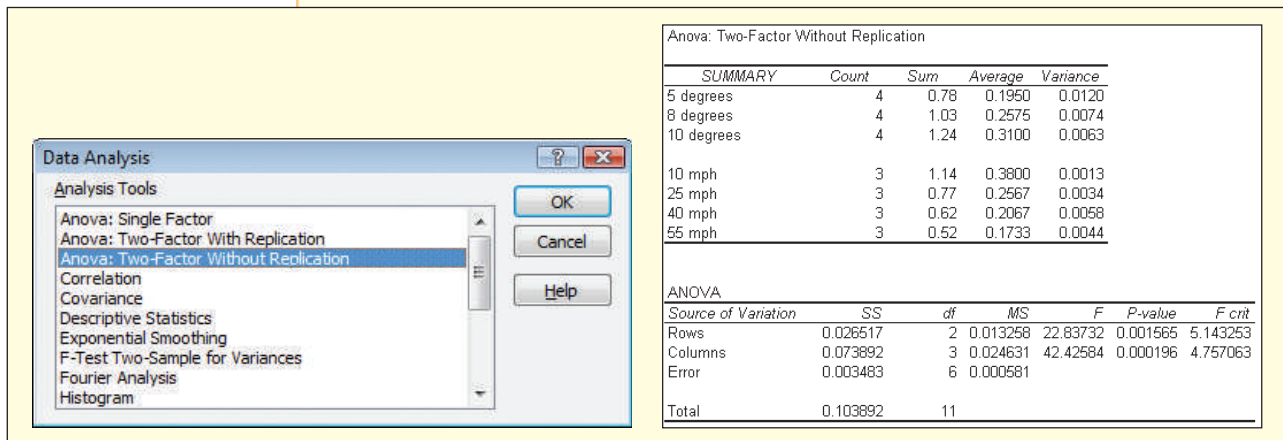 Data Analysis
Analysis Tools
Anova: Single Factor
Anova: Two-Factor With Replication
Anova: Two-Factor Without Replication
Correlation
Covariance
Descriptive Statistics
Exponential Smoothing
F-Test Two-Sample for Variances
Fourier Analysis
Histogram
OK
Cancel
Help
Anova: Two-Factor Without Replication
SUMMARY Count Sum Average Variance
5 degrees 4 0.78 0.1950 0.0120
8 degrees 4 1.03 0.2575 0.0074
10 degrees 4 1.24 0.3100 0.0063
10 mph 3 1.14 0.3800 0.0013
25 mph 3 0.77 0.2567 0.0034
40 mph 3 0.62 0.2067 0.0058
55 mph 3 0.52 0.1733 0.0044
ANOVA
Source of Variation SS df MS F P-value F crit
Rows 0.026517 2 0.013258 22.83732 0.001565 5.143253
Columns 0.073892 3 0.024631 42.42584 0.000196 4.757063
Error 0.003483 6 0.000581
Total 0.103892 11